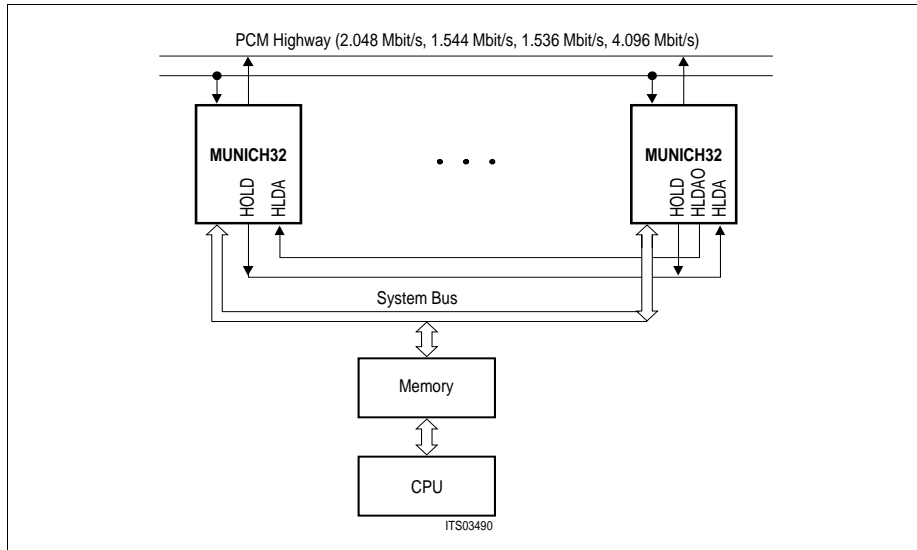 PCM Highway (2.048 Mbit/s, 1.544 Mbit/s, 1.536 Mbit/s, 4.096 Mbit/s)
MUNICH32
HOLD
HLDA
MUNICH32
HOLD
HLDAO
HLDA
System Bus
Memory
CPU
ITS03490